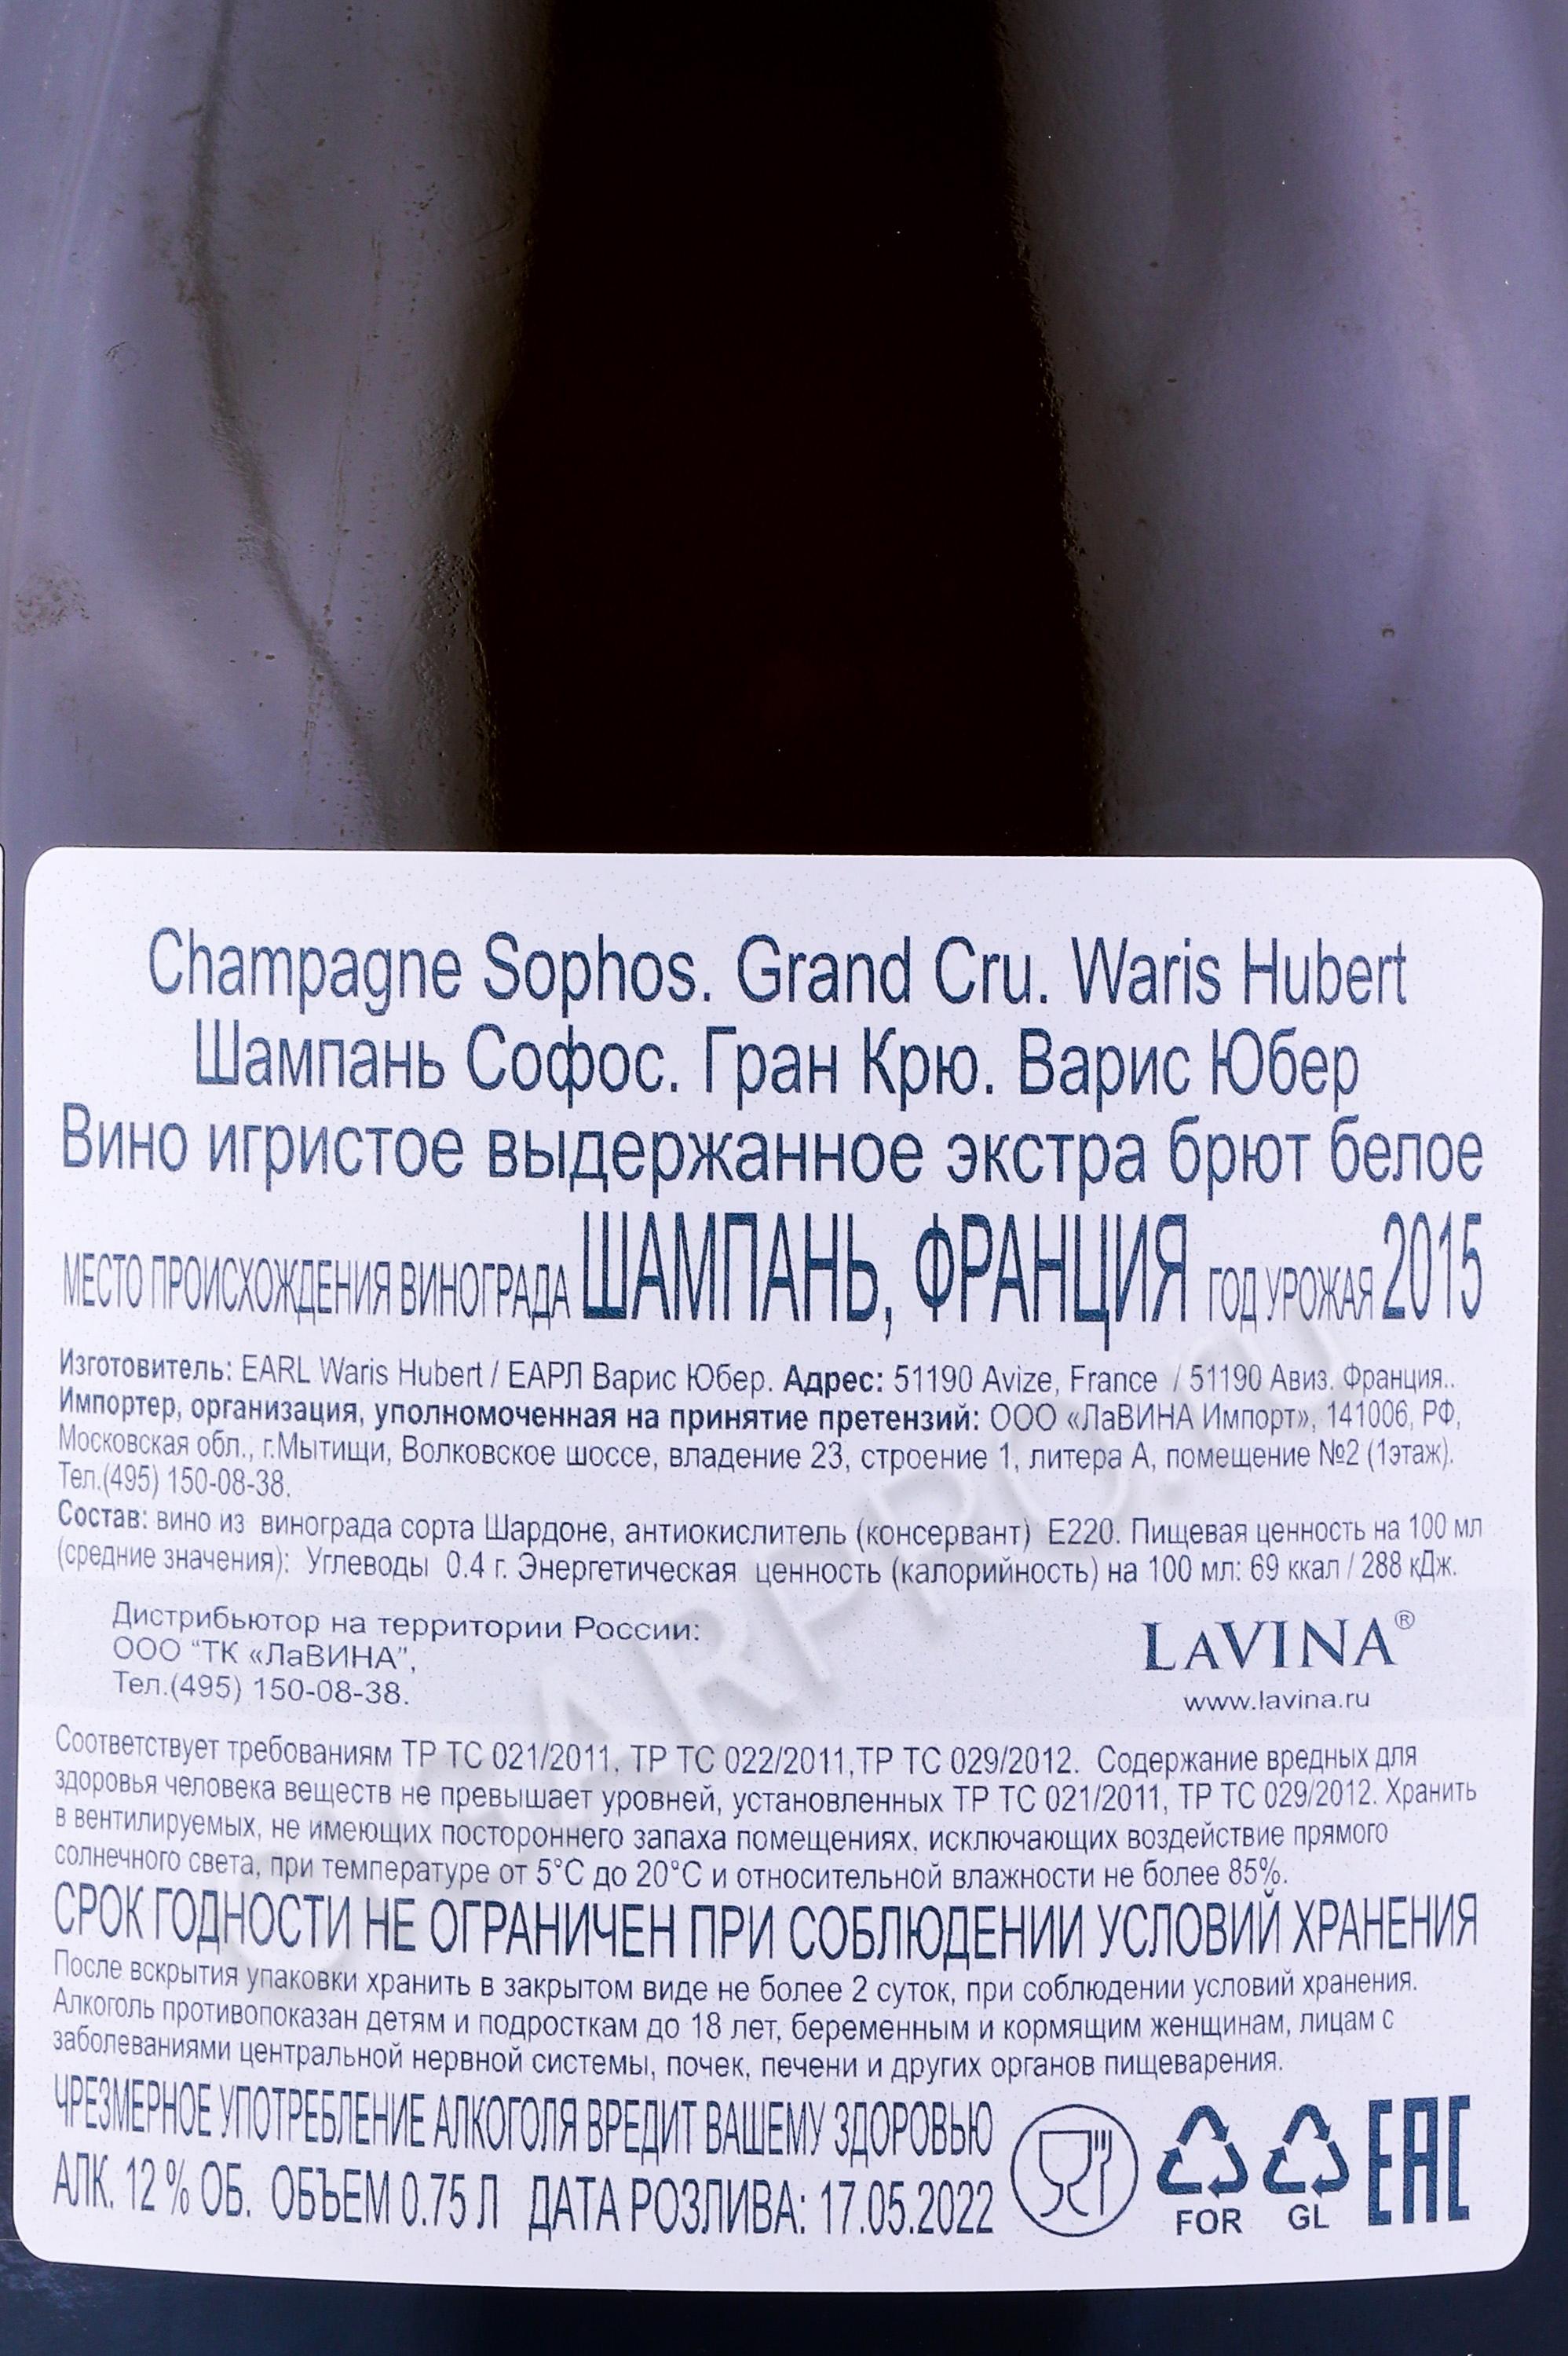 Champagne Sophos. Grand Cru. Waris Hubert
Шампань Софос. Гран Крю. Варис Юбер
Вино игристое выдержанное экстра брют белое
МЕСТО ПРОИСХОЖДЕНИЯ ВИНОГРАДА ШАМПАНЬ, ФРАНЦИЯ ГОД УРОЖАЯ 2015
Изготовитель: EARL Waris Hubert / ЕАРЛ Варис Юбер. Адрес: 51190 Avize, France / 51190 Авиз. Франция..
Импортер, организация, уполномоченная на принятие претензий: ООО «ЛаВИНА Импорт», 141006, РФ,
Московская обл., г.Мытищи, Волковское шоссе, владение 23, строение 1, литера А, помещение №2 (1этаж).
Тел.(495) 150-08-38.
Состав: вино из винограда сорта Шардоне, антиокислитель (консервант) Е220. Пищевая ценность на 100 мл
(средние значения): Углеводы 0.4 г. Энергетическая ценность (калорийность) на 100 мл: 69 ккал / 288 кДж.
Дистрибьютор на территории России:
ООО "ТК «ЛаВИНА",
Тел.(495) 150-08-38.
LAVINA®
www.lavina.ru
Соответствует требованиям ТР ТС 021/2011, ТР ТС 022/2011,ТР ТС 029/2012. Содержание вредных для
здоровья человека веществ не превышает уровней, установленных ТР ТС 021/2011, ТР ТС 029/2012. Хранить
в вентилируемых, не имеющих постороннего запаха помещениях, исключающих воздействие прямого
солнечного света, при температуре от 5°С до 20°С и относительной влажности не более 85%.
СРОК ГОДНОСТИ НЕ ОГРАНИЧЕН ПРИ СОБЛЮДЕНИИ УСЛОВИЙ ХРАНЕНИЯ
После вскрытия упаковки хранить в закрытом виде не более 2 суток, при соблюдении условий хранения.
Алкоголь противопоказан детям и подросткам до 18 лет, беременным и кормящим женщинам, лицам с
заболеваниями центральной нервной системы, почек, печени и других органов пищеварения.
ЧРЕЗМЕРНОЕ УПОТРЕБЛЕНИЕ АЛКОГОЛЯ ВРЕДИТ ВАШЕМУ ЗДОРОВЬЮ
АЛК. 12 % ОБ. ОБЪЕМ 0.75 Л ДАТА РОЗЛИВА: 17.05.2022
FOR
GL
EAC